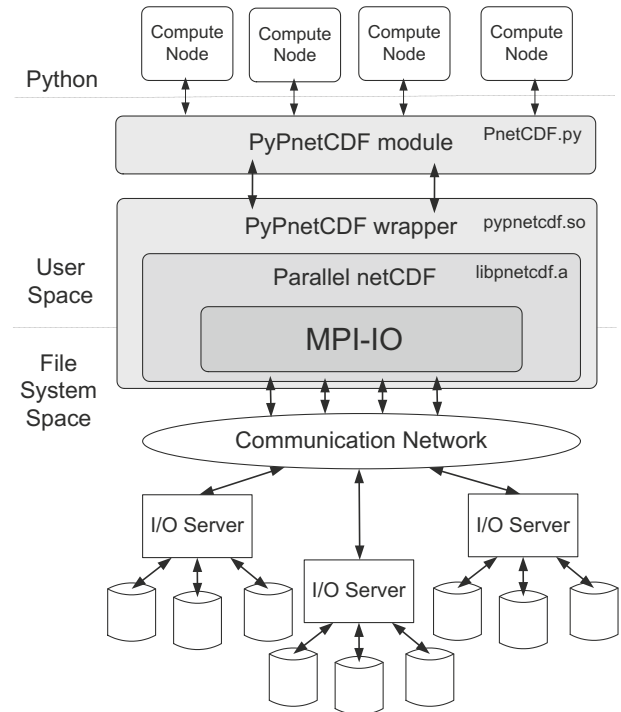 Compute
Node
Compute
Node
Compute
Node
Compute
Node
Python
PyPnetCDF module
PnetCDF.py
PyPnetCDF wrapper
pypnetcdf.so
User
Space
Parallel netCDF
libpnetcdf.a
MPI-IO
File
System
Space
Communication Network
I/O Server
I/O Server
I/O Server